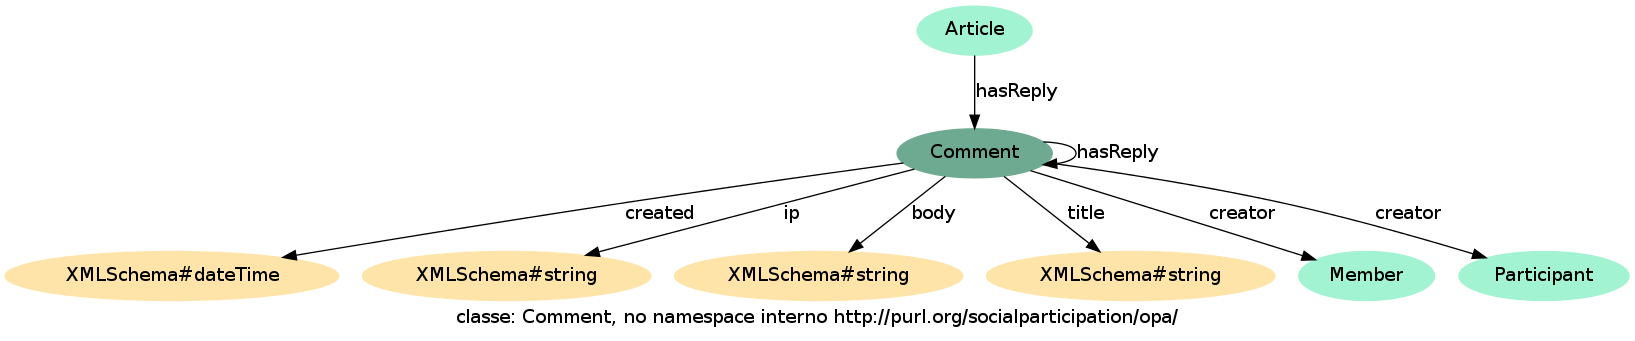 Article
hasReply
Comment
hasReply
created
ip
body
title
creator
creator
XMLSchema#dateTime
XMLSchema#string
XMLSchema#string
XMLSchema#string
Member
Participant
classe: Comment, no namespace interno http://purl.org/socialparticipation/opa/